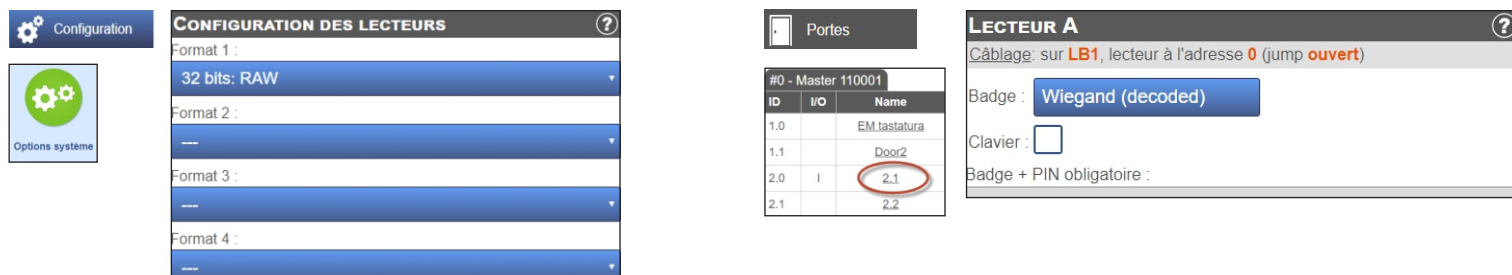 Configuration
Options système
CONFIGURATION DES LECTEURS ?
Format 1 :
32 bits: RAW
Format 2 :
---
Format 3 :
---
Format 4 :
---
Portes
#0 - Master 110001
ID I/O Name
1.0 EM tastatura
1.1 Door2
2.0 I 2.1
2.1 2.2
LECTEUR A ?
Câblage: sur LB1, lecteur à l'adresse 0 (jump ouvert)
Badge : Wiegand (decoded)
Clavier :
Badge + PIN obligatoire :